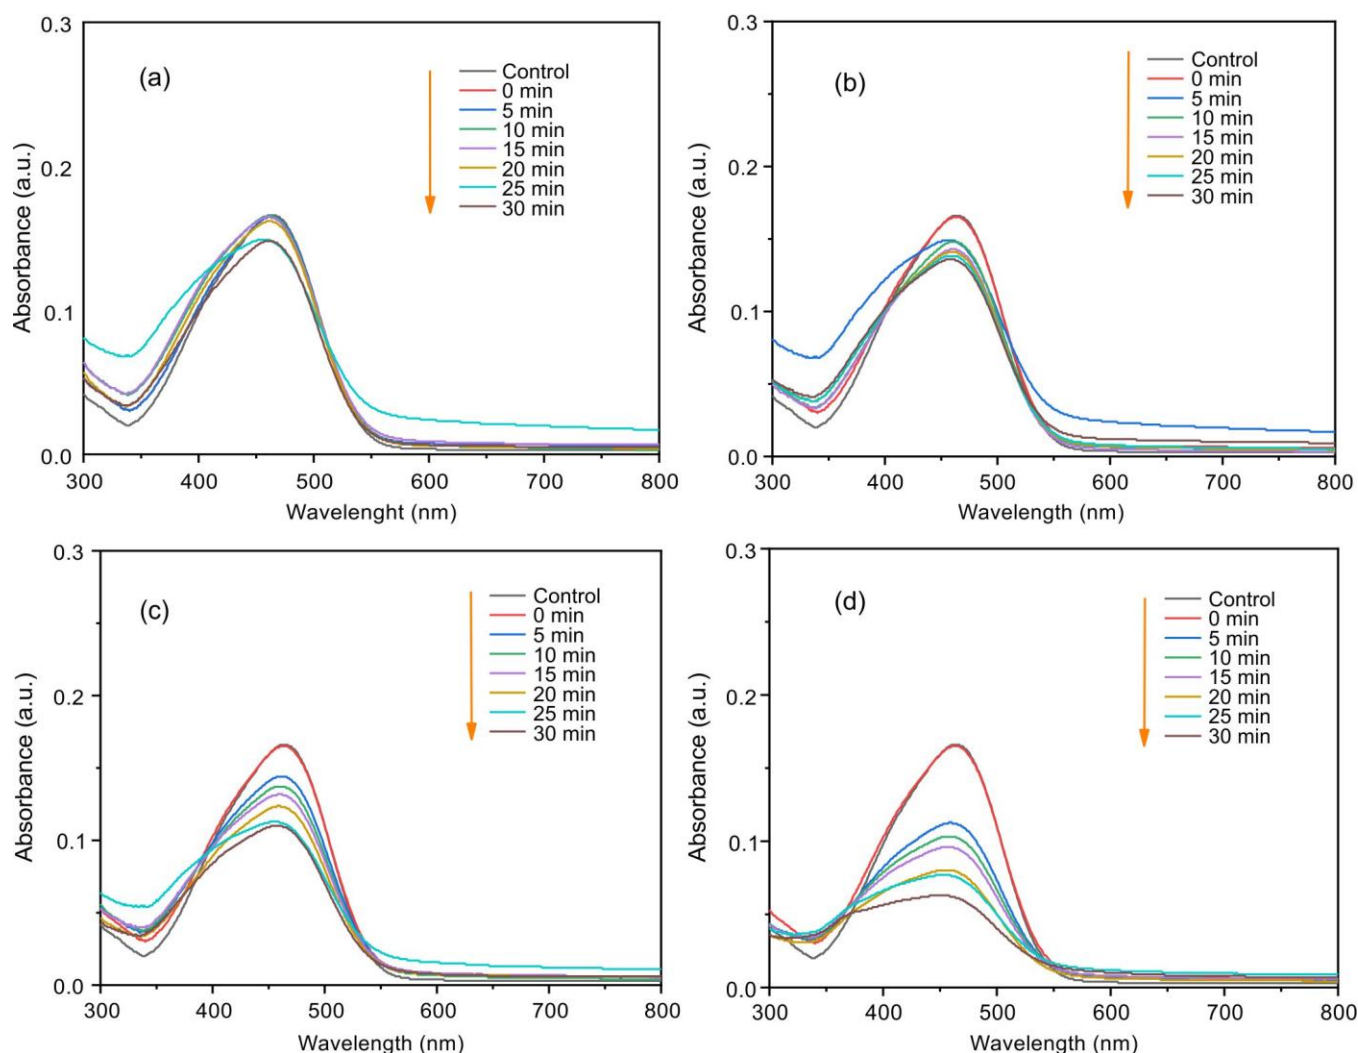 (a)
Control
0 min
5 min
10 min
15 min
20 min
25 min
30 min
0.3
0.2
0.1
0.0
Absorbance (a.u.)
300 400 500 600 700 800
Wavelenght (nm)
(b)
Control
0 min
5 min
10 min
15 min
20 min
25 min
30 min
0.3
0.2
0.1
0.0
Absorbance (a.u.)
300 400 500 600 700 800
Wavelength (nm)
(c)
Control
0 min
5 min
10 min
15 min
20 min
25 min
30 min
0.3
0.2
0.1
0.0
Absorbance (a.u.)
300 400 500 600 700 800
Wavelength (nm)
(d)
Control
0 min
5 min
10 min
15 min
20 min
25 min
30 min
0.3
0.2
0.1
0.0
Absorbance (a.u.)
300 400 500 600 700 800
Wavelength (nm)